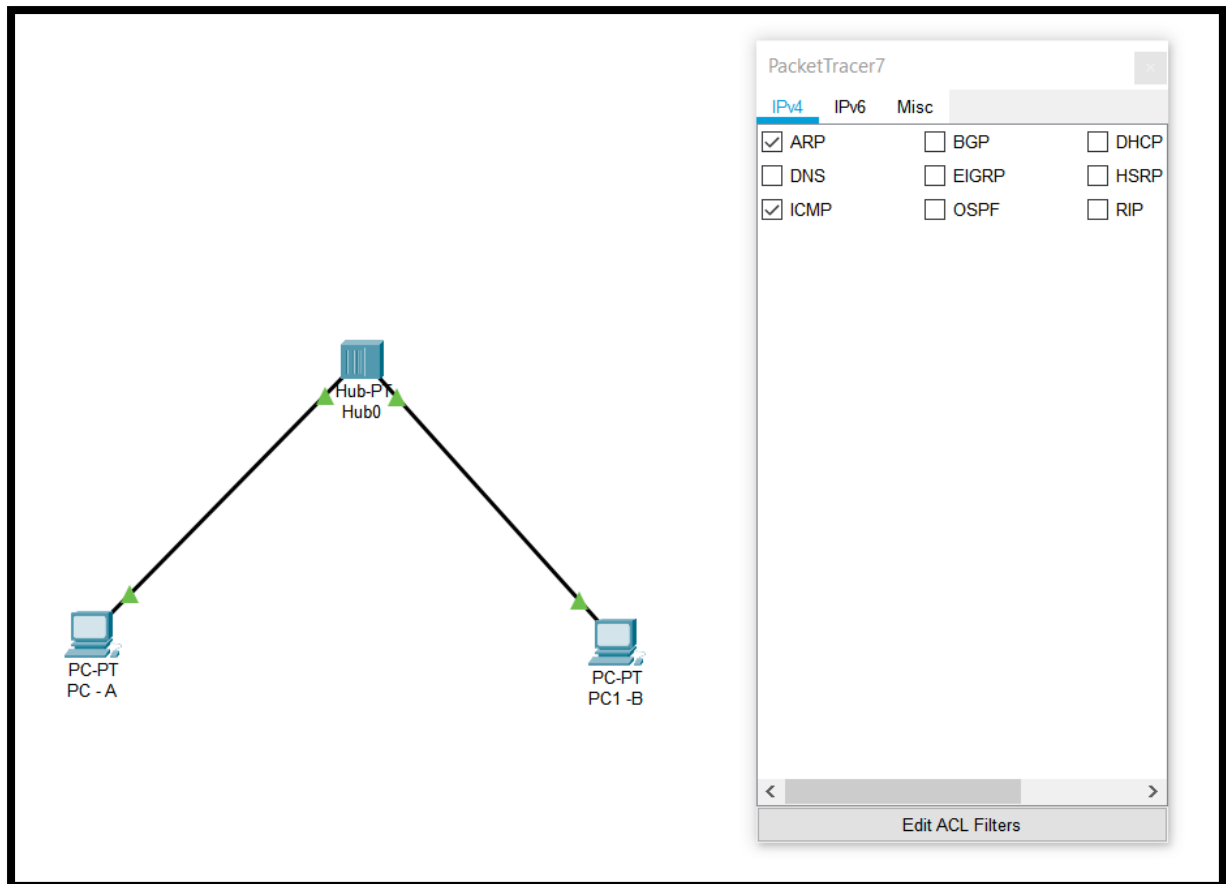 PacketTracer7
IPv4 IPv6 Misc
ARP BGP DHCP
DNS EIGRP HSRP
ICMP OSPF RIP
Hub-PT
Hub0
PC-PT
PC - A
PC-PT
PC1 -B
Edit ACL Filters